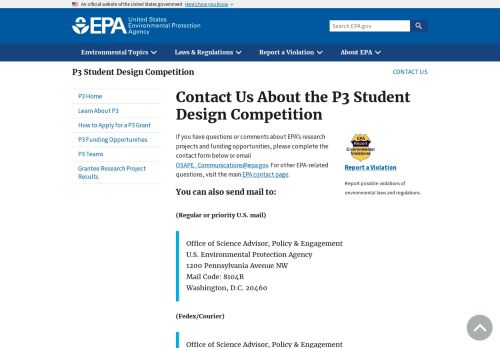 An official website of the United States government Here's how you know
EPA United States
Environmental Protection
Agency
Search EPA.gov
Environmental Topics
Laws & Regulations
Report a Violation
About EPA
P3 Student Design Competition
CONTACT US
P3 Home
Learn About P3
How to Apply for a P3 Grant
P3 Funding Opportunities
P3 Teams
Grantee Research Project
Results
Contact Us About the P3 Student
Design Competition
If you have questions or comments about EPA's research
projects and funding opportunities, please complete the
contact form below or email
OSAPE_Communications@epa.gov. For other EPA-related
questions, visit the main EPA contact page.
EPA
Report
Environmental
Violations
Report a Violation
Report possible violations of
environmental laws and regulations.
You can also send mail to:
(Regular or priority U.S. mail)
Office of Science Advisor, Policy & Engagement
U.S. Environmental Protection Agency
1200 Pennsylvania Avenue NW
Mail Code: 8104R
Washington, D.C. 20460
(Fedex/Courier)
Office of Science Advisor, Policy & Engagement